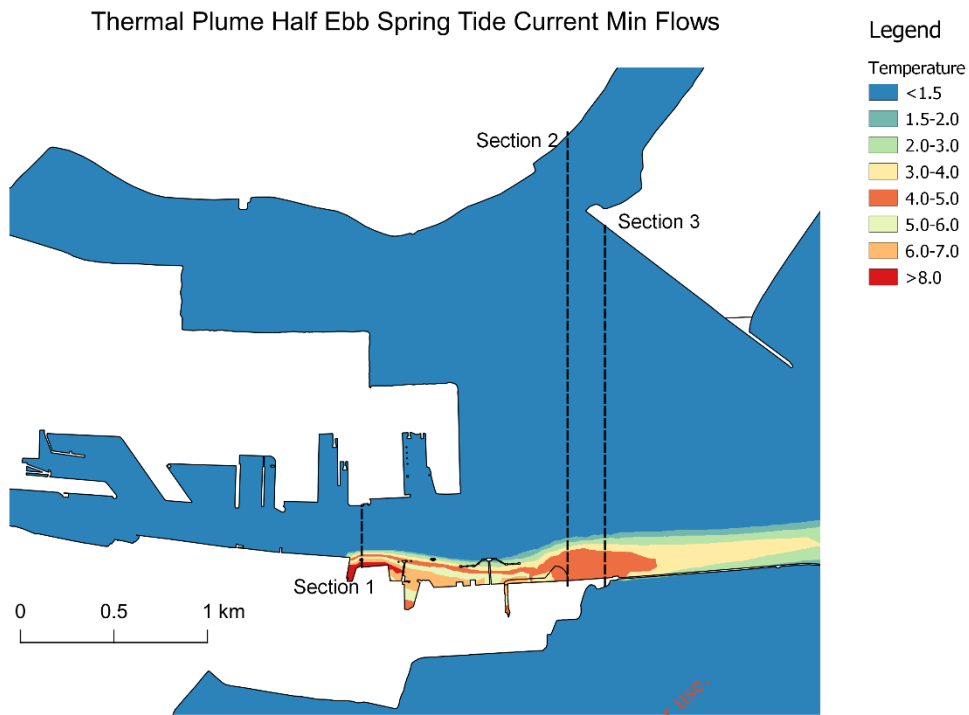 Thermal Plume Half Ebb Spring Tide Current Min Flows
Legend
Temperature
<1.5
1.5-2.0
2.0-3.0
3.0-4.0
4.0-5.0
5.0-6.0
6.0-7.0
>8.0
Section 2
Section 3
Section 1
0 0.5 1 km
use.